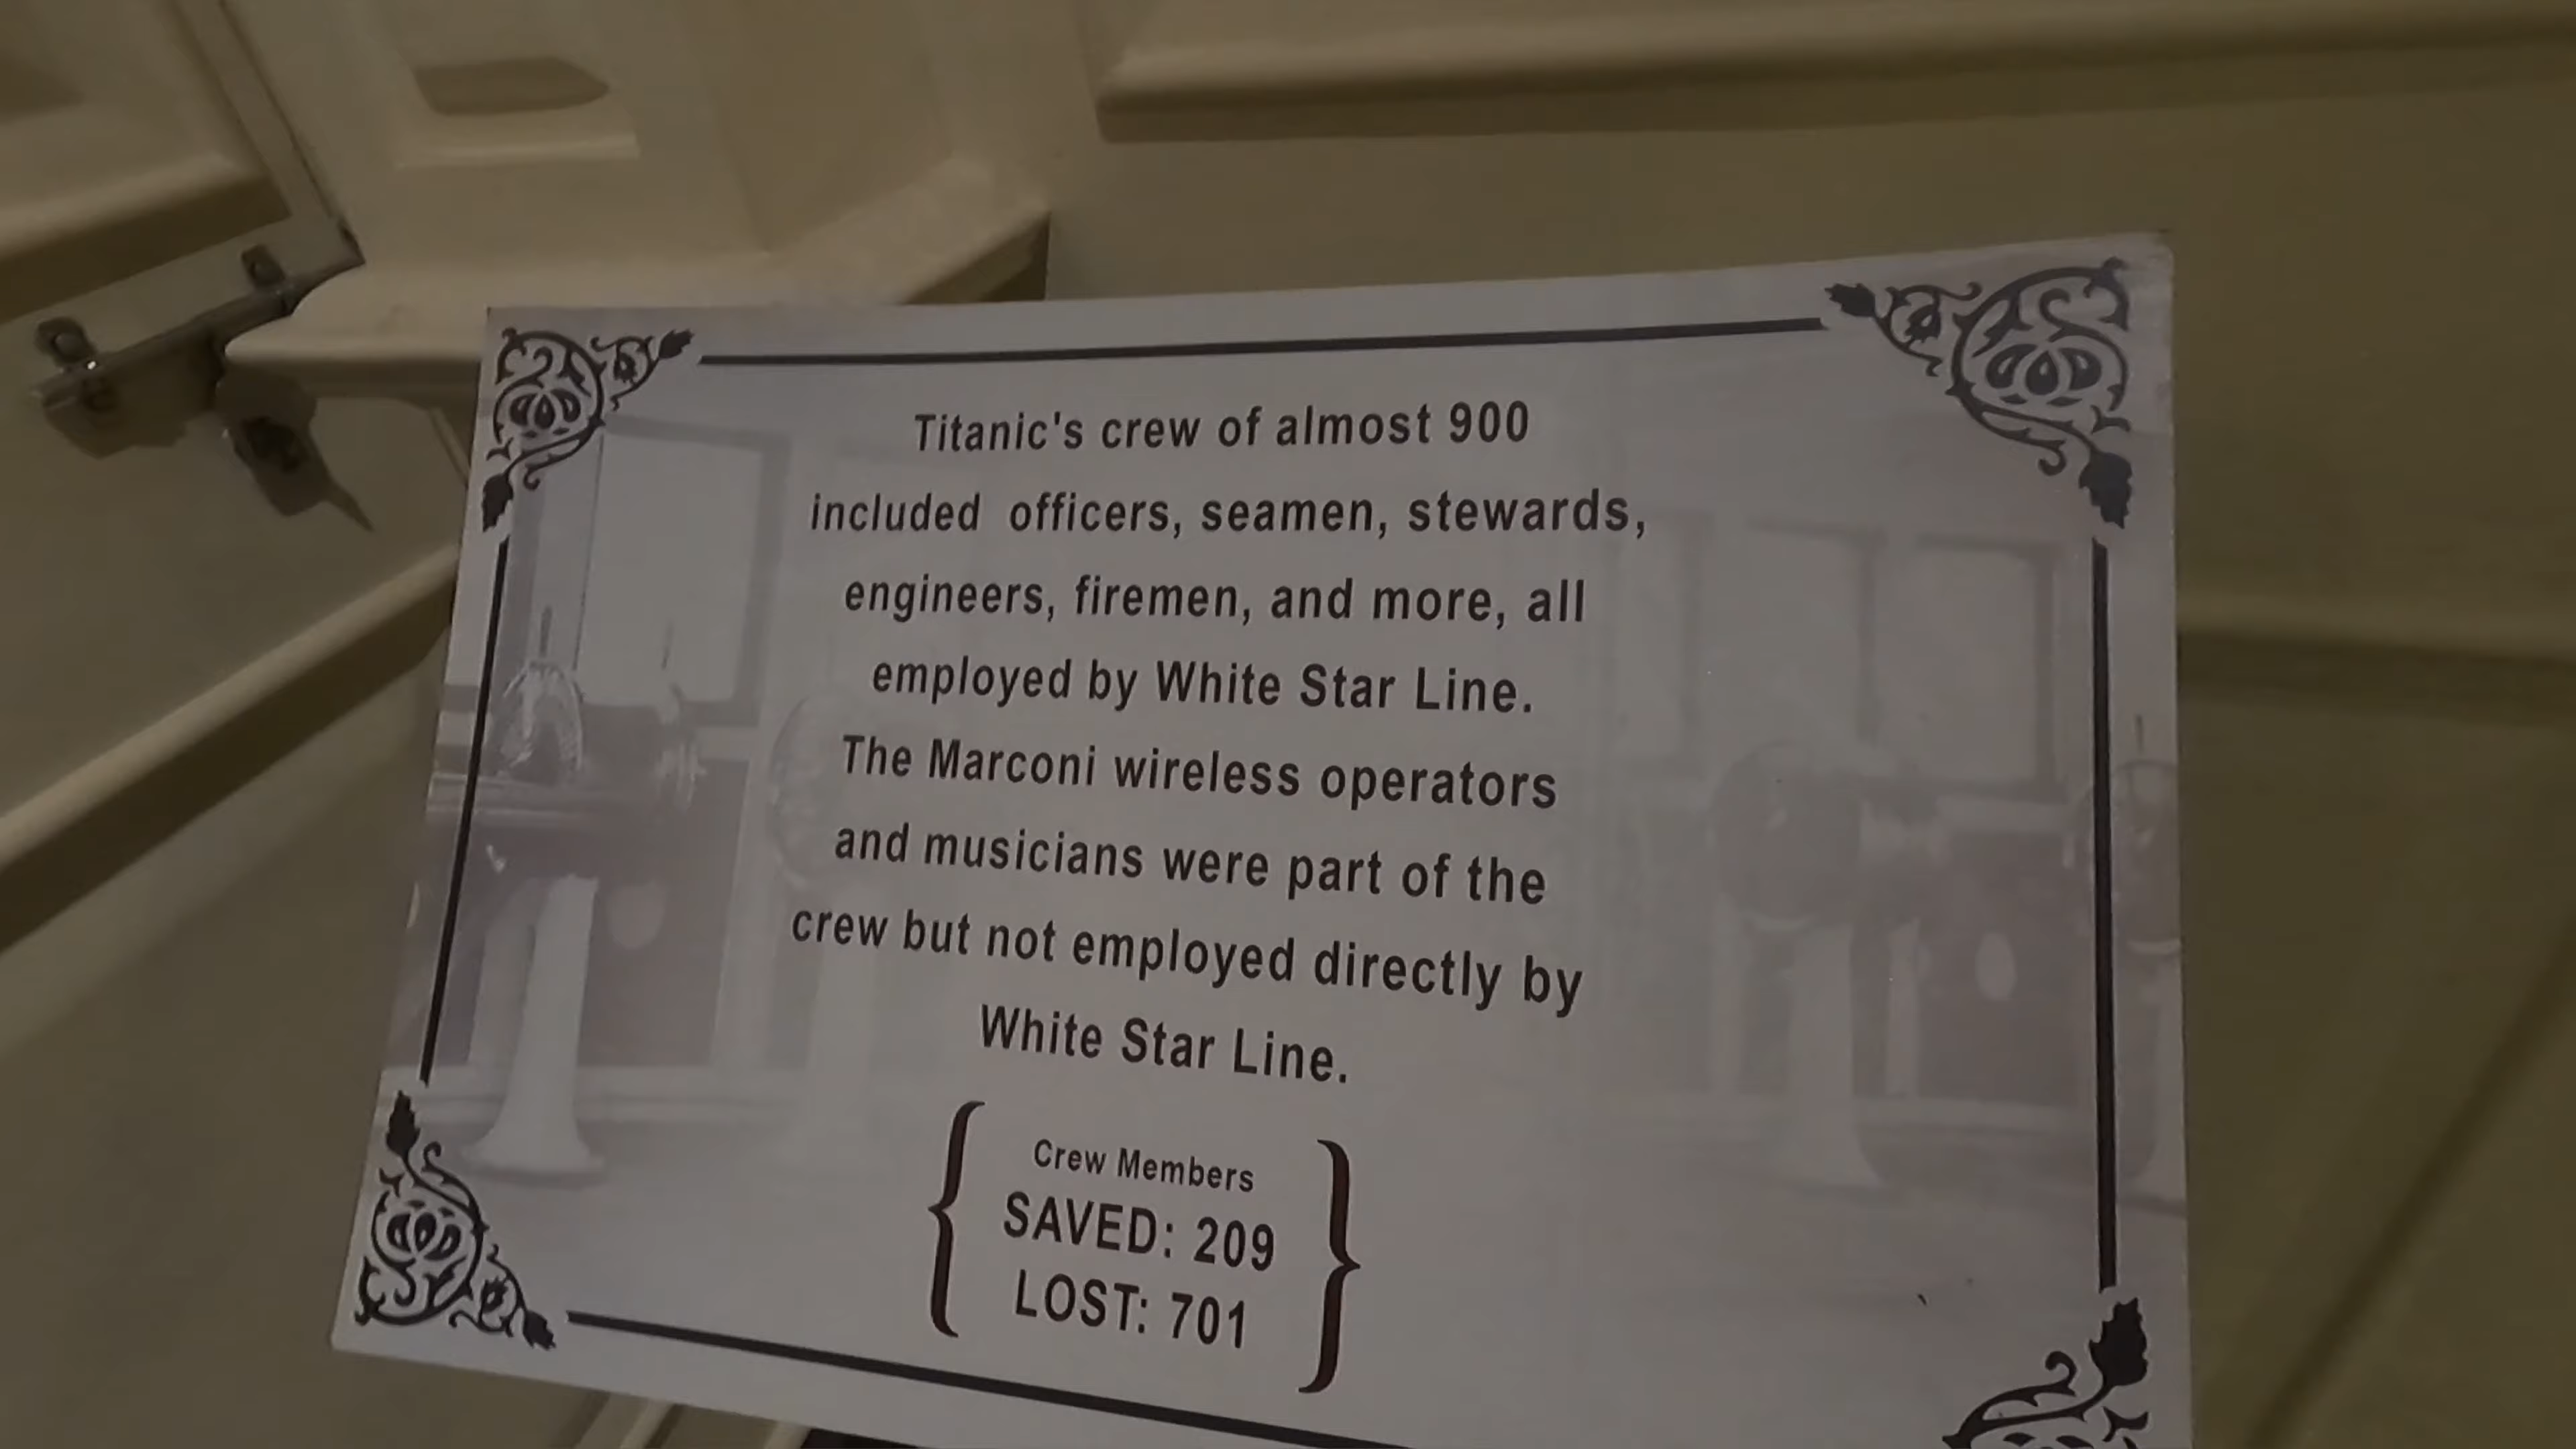 Titanic's crew of almost 900
included officers, seamen, stewards,
engineers, firemen, and more, all
employed by White Star Line.
The Marconi wireless operators
and musicians were part of the
crew but not employed directly by
White Star Line.
Crew Members
SAVED: 209
LOST: 701